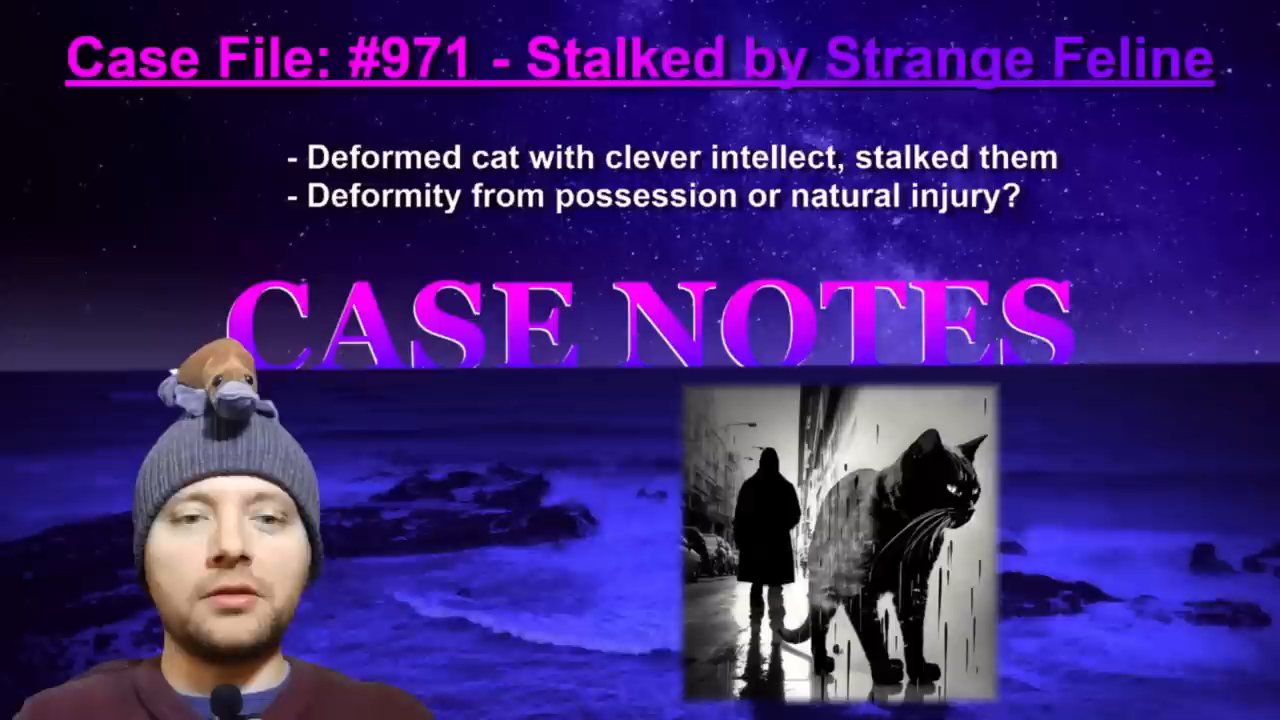 Case File: #971 - Stalked by Strange Feline
- Deformed cat with clever intellect, stalked them
- Deformity from possession or natural injury?
CASE NOTES